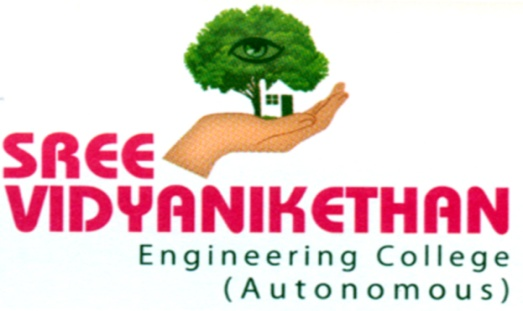 SREE
VIDYANIKETHAN
Engineering College
(Autonomous)